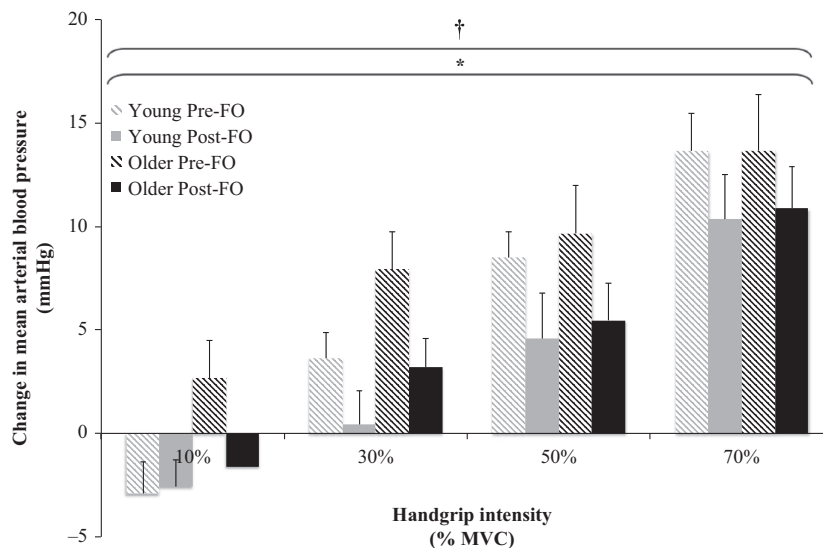 20
†
*
15
10
5
0
–5
Young Pre-FO
Young Post-FO
Older Pre-FO
Older Post-FO
Change in mean arterial blood pressure
(mmHg)
10%
30%
50%
70%
Handgrip intensity
(% MVC)